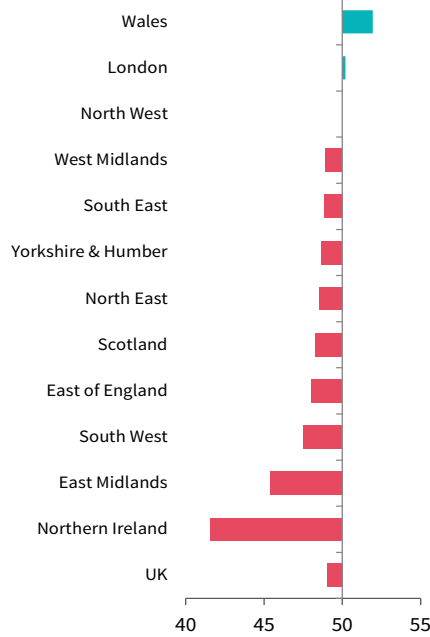 Wales
London
North West
West Midlands
South East
Yorkshire & Humber
North East
Scotland
East of England
South West
East Midlands
Northern Ireland
UK
40 45 50 55